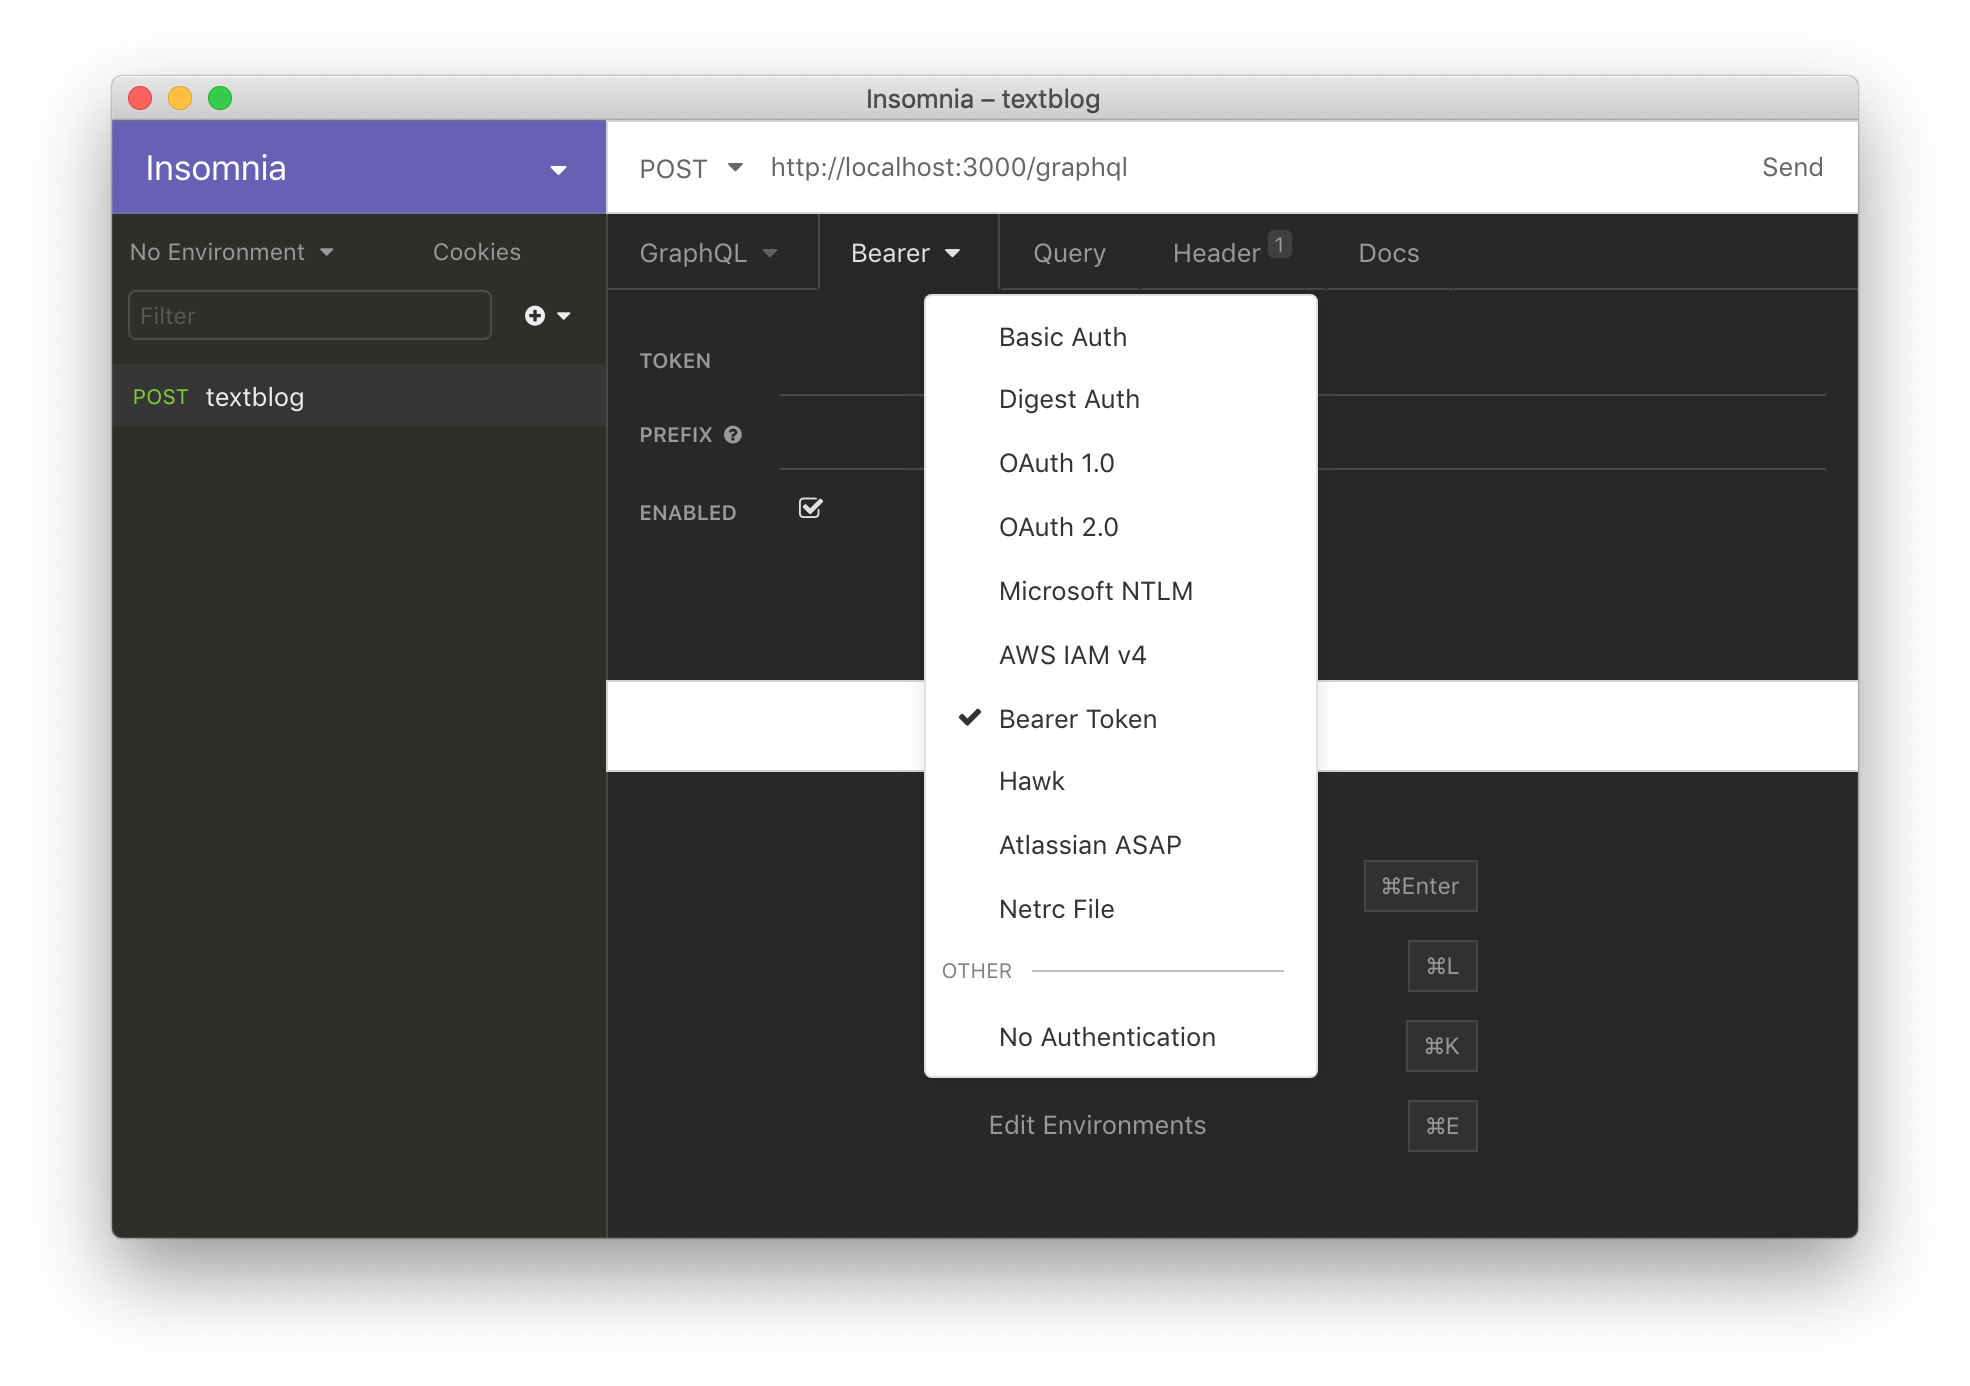 Insomnia – textblog
Insomnia
POST http://localhost:3000/graphql Send
No Environment Cookies
GraphQL Bearer Query Header 1 Docs
Filter
POST textblog
TOKEN
PREFIX
ENABLED
Basic Auth
Digest Auth
OAuth 1.0
OAuth 2.0
Microsoft NTLM
AWS IAM v4
Bearer Token
Hawk
Atlassian ASAP
Netrc File
OTHER
No Authentication
⌘Enter
⌘L
⌘K
Edit Environments ⌘E